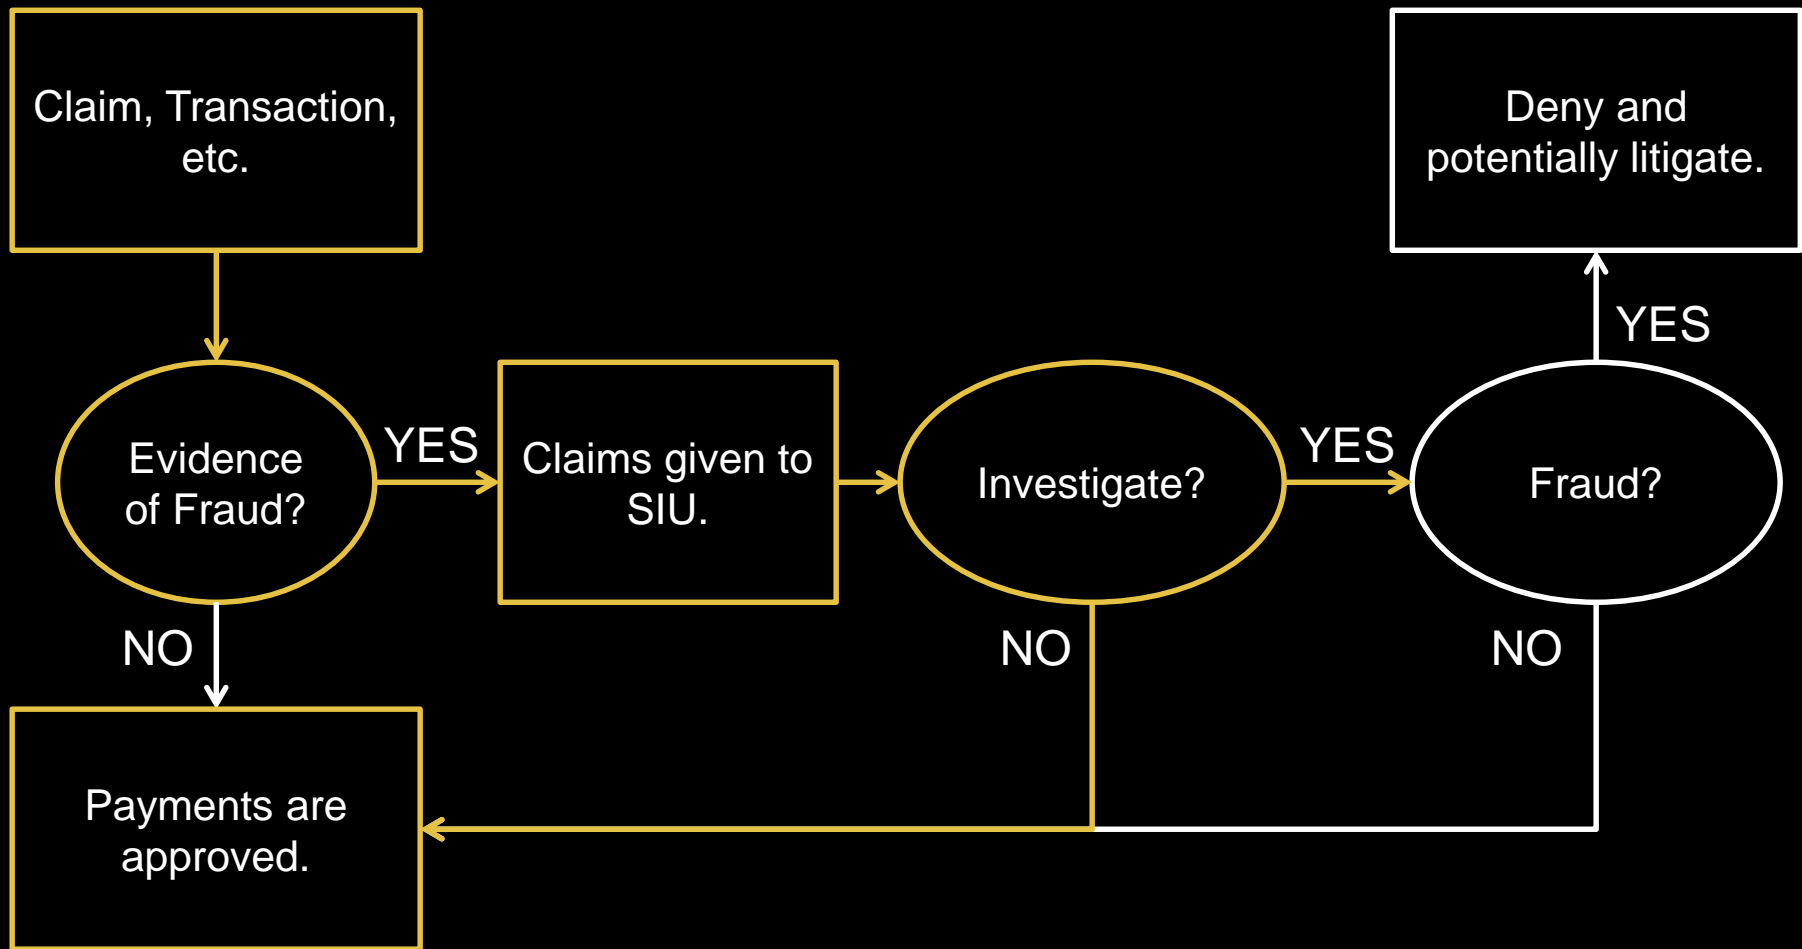 Claim, Transaction,
etc.
Deny and
potentially litigate.
YES
Evidence
of Fraud?
YES
Claims given to
SIU.
Investigate?
YES
Fraud?
NO
NO
NO
Payments are
approved.